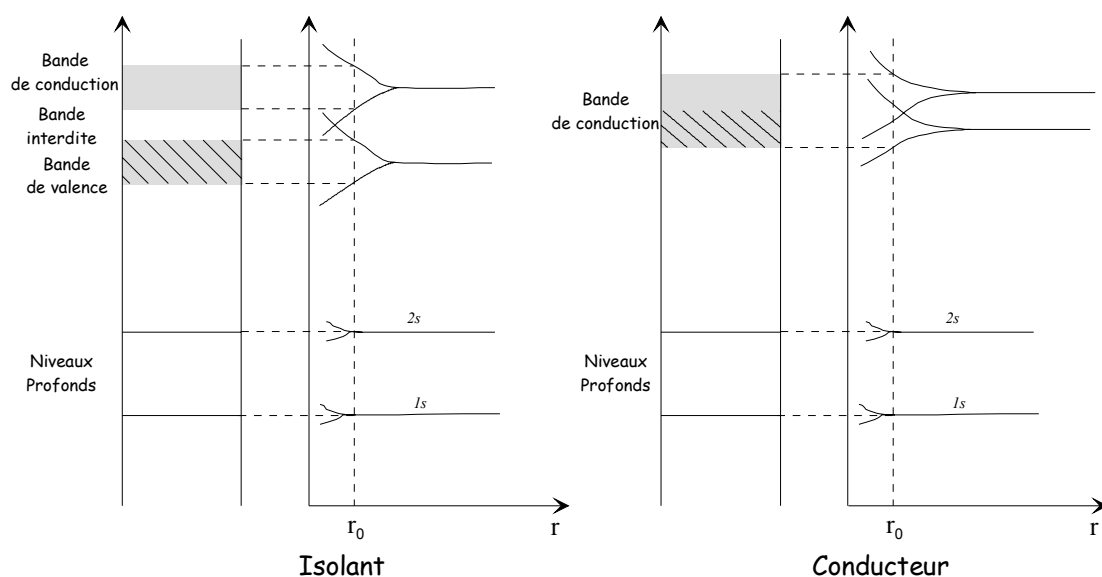 Bande
de conduction
Bande
interdite
Bande
de valence
Niveaux
Profonds
2s
1s
r0
r
Isolant
Bande
de conduction
Niveaux
Profonds
2s
1s
r0
r
Conducteur